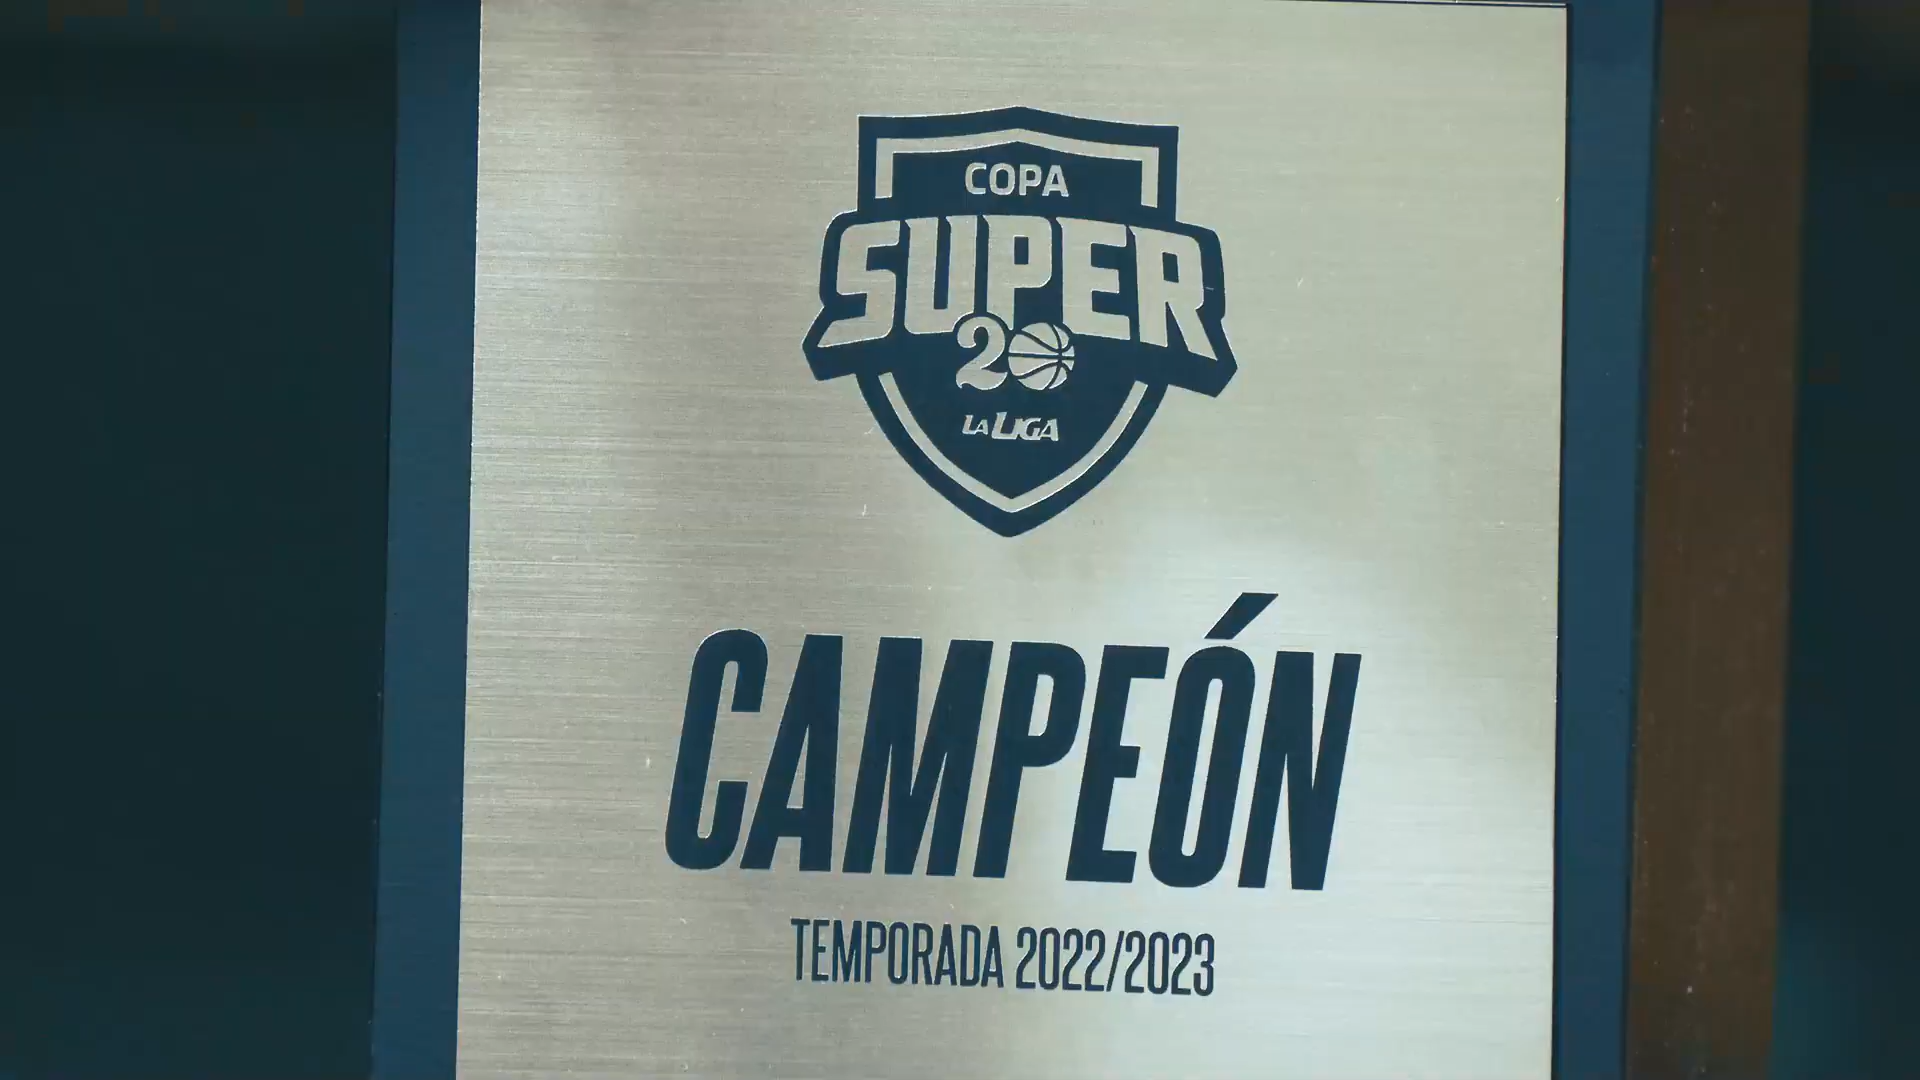 COPA
SUPER
20
LA LIGA
CAMPEÓN
TEMPORADA 2022/2023